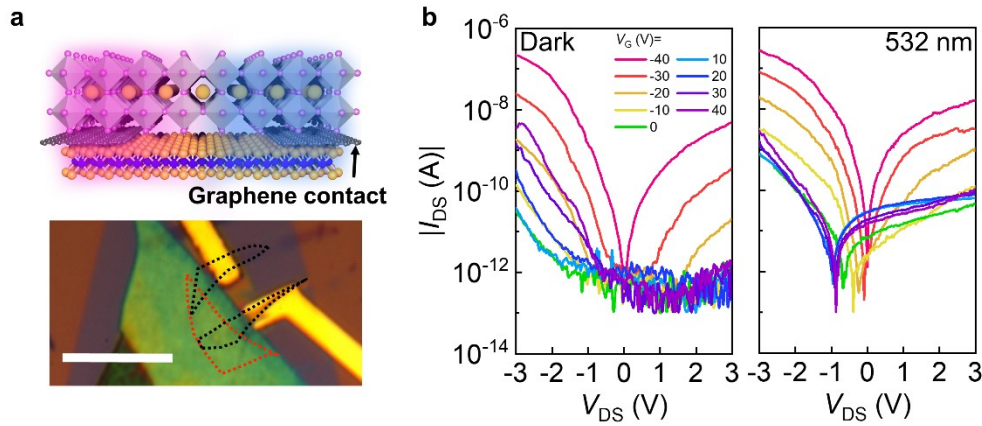 a
Graphene contact
b
|I_DS (A)|
10⁻⁶
10⁻⁸
10⁻¹⁰
10⁻¹²
10⁻¹⁴
Dark
V_G (V)=
-40
-30
-20
-10
0
10
20
30
40
-3 -2 -1 0 1 2 3
V_DS (V)
532 nm
-3 -2 -1 0 1 2 3
V_DS (V)